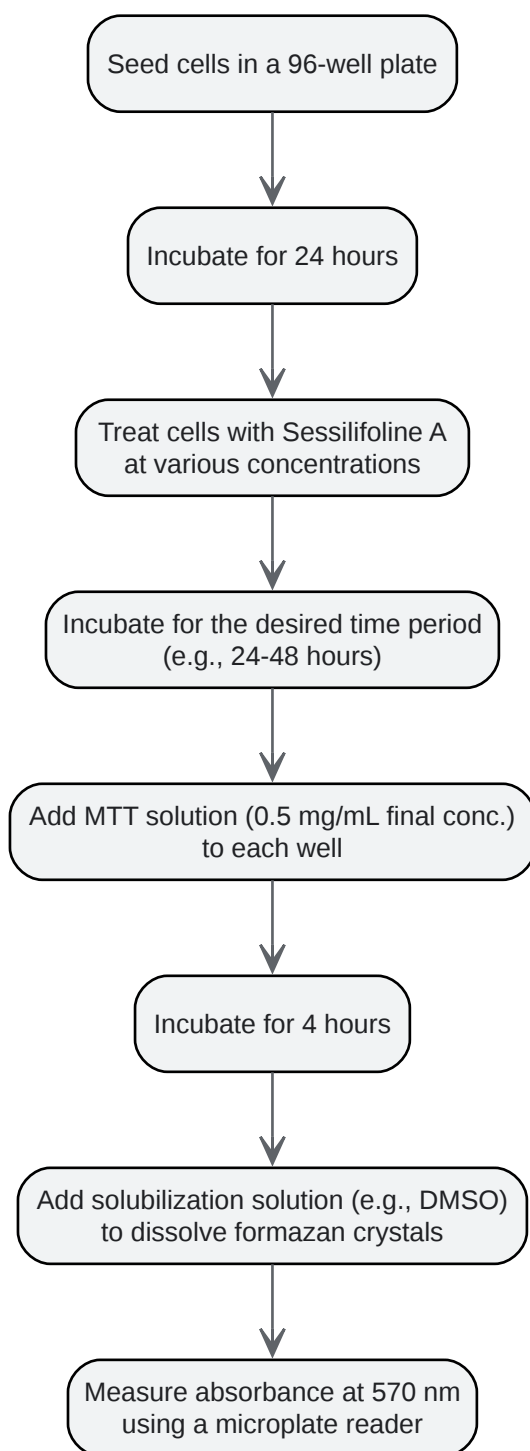 Seed cells in a 96-well plate
Incubate for 24 hours
Treat cells with Sessilifoline A
at various concentrations
Incubate for the desired time period
(e.g., 24-48 hours)
Add MTT solution (0.5 mg/mL final conc.)
to each well
Incubate for 4 hours
Add solubilization solution (e.g., DMSO)
to dissolve formazan crystals
Measure absorbance at 570 nm
using a microplate reader